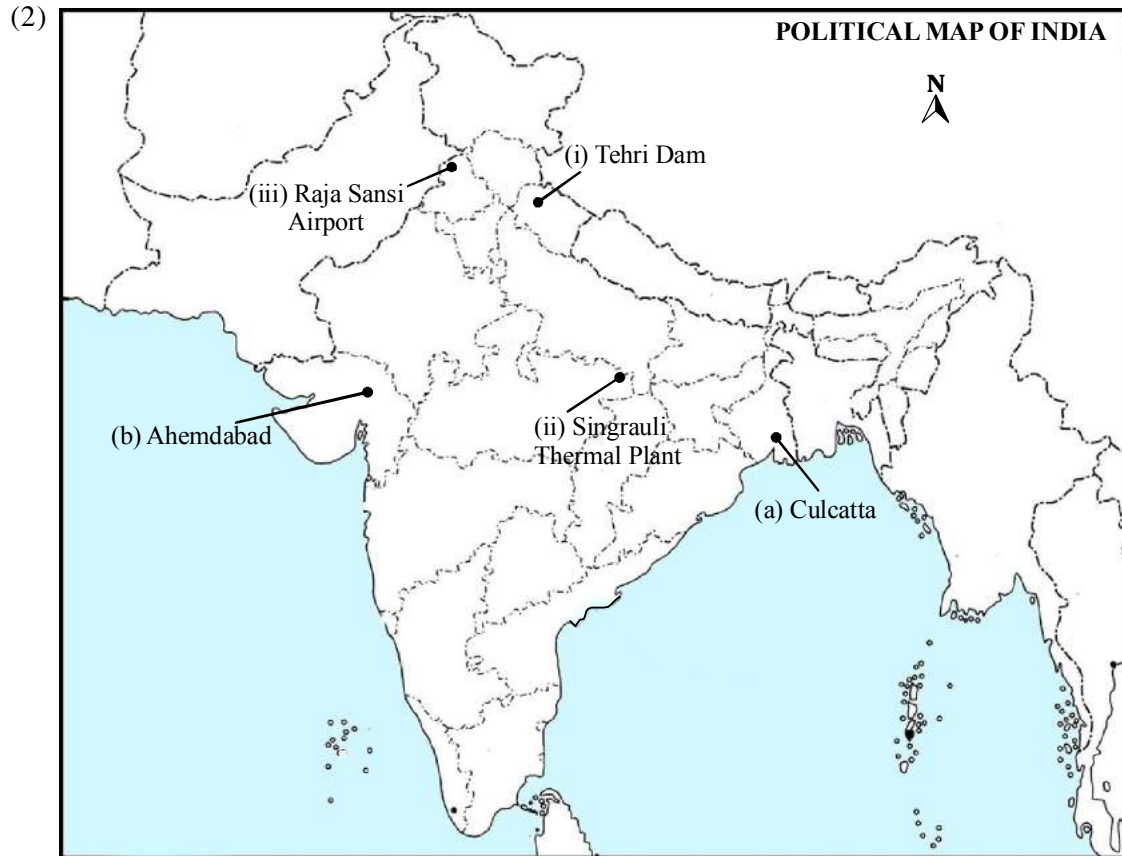 (2)
POLITICAL MAP OF INDIA
N
(i) Tehri Dam
(iii) Raja Sansi
Airport
(b) Ahemdabad
(ii) Singrauli
Thermal Plant
(a) Culcatta